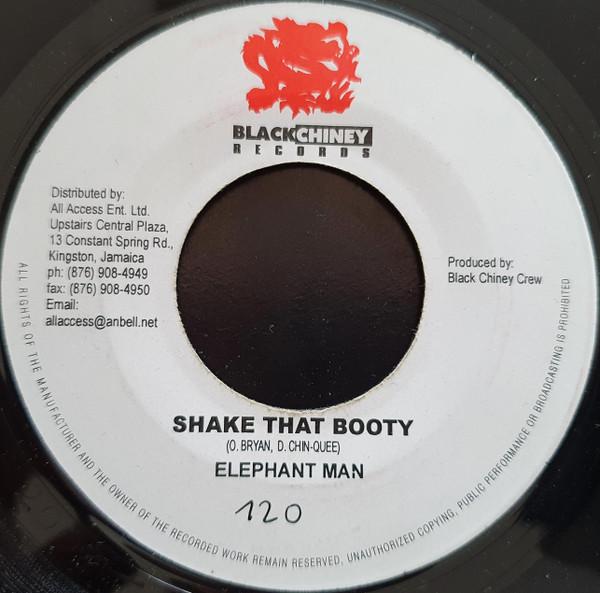 BLACKCHINEY
RECORDS
Distributed by:
All Access Ent. Ltd.
Upstairs Central Plaza,
13 Constant Spring Rd.,
Kingston, Jamaica
ph: (876) 908-4949
fax: (876) 908-4950
Email:
allaccess@anbell.net
Produced by:
Black Chiney Crew
SHAKE THAT BOOTY
(O. BRYAN, D. CHIN-QUEE)
ELEPHANT MAN
120
ALL RIGHTS OF THE MANUFACTURER AND THE OWNER OF THE RECORDED WORK REMAIN RESERVED, UNAUTHORIZED COPYING, PUBLIC PERFORMANCE OR BROADCASTING IS PROHIBITED